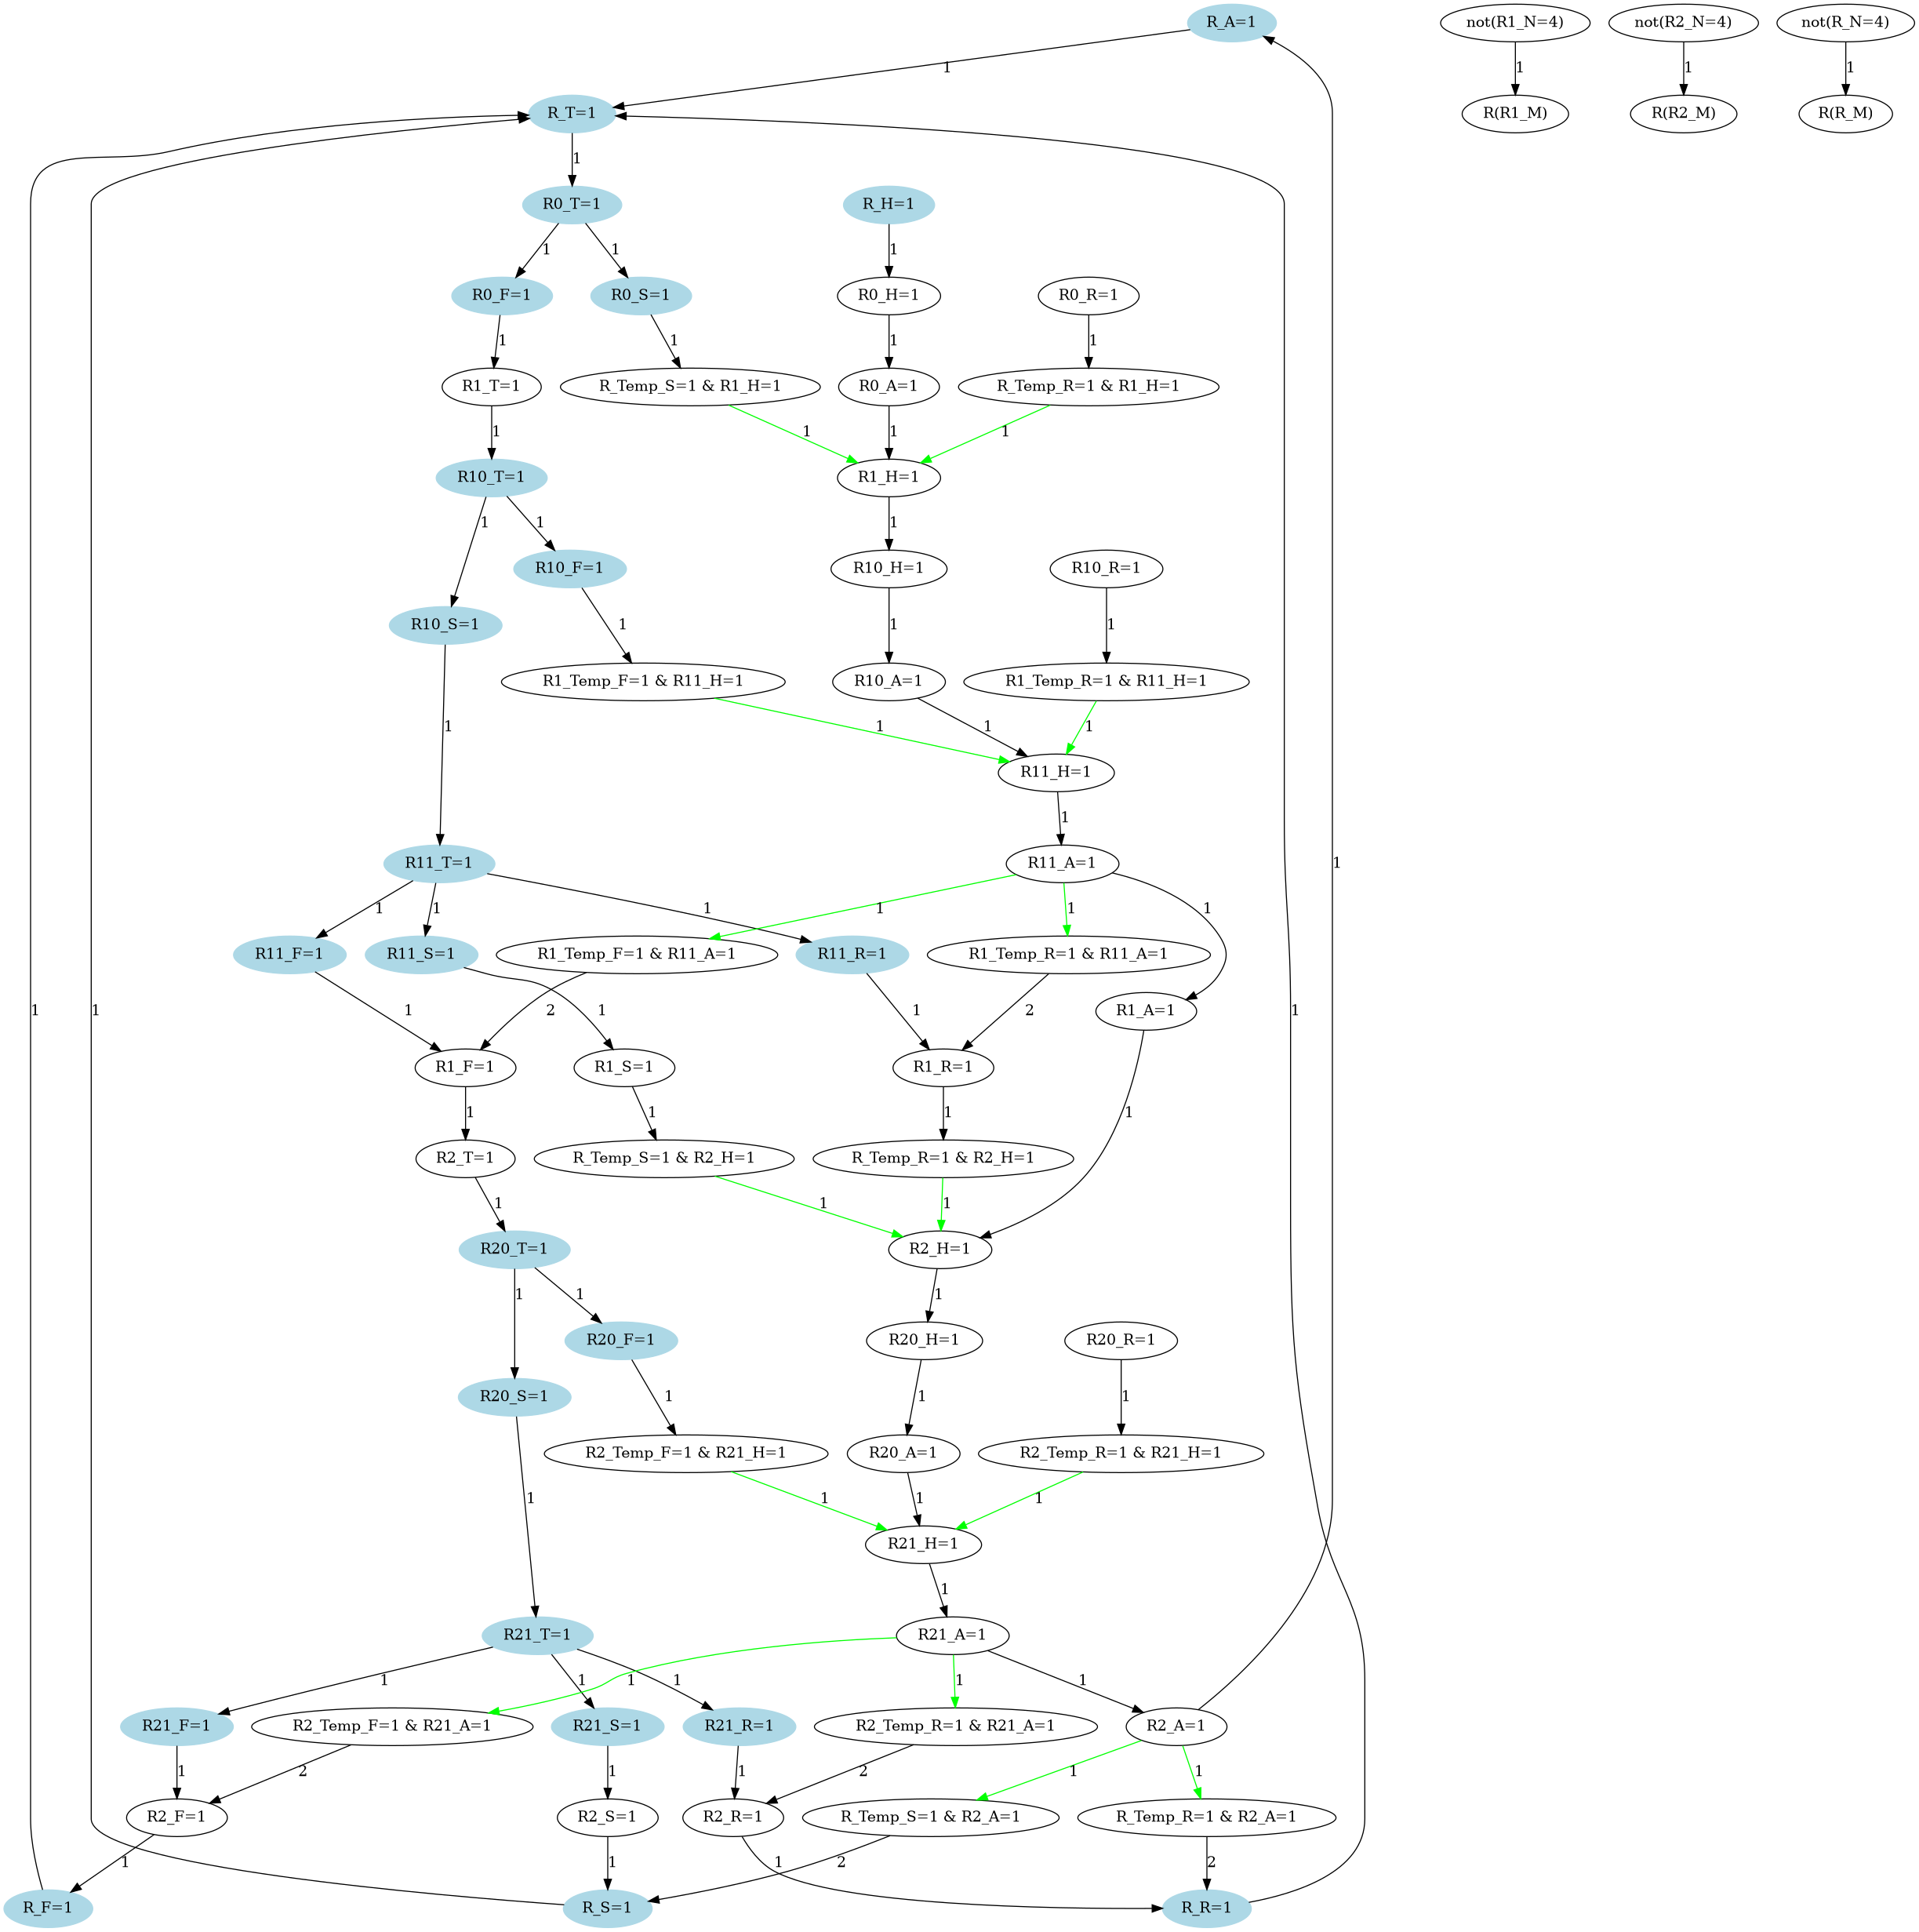 R_A=1
not(R1_N=4)
not(R2_N=4)
not(R_N=4)
1
1
1
1
R_T=1
R(R1_M)
R(R2_M)
R(R_M)
1
R0_T=1
R_H=1
1
1
1
R0_F=1
R0_S=1
R0_H=1
R0_R=1
1
1
1
1
R1_T=1
R_Temp_S=1 & R1_H=1
R0_A=1
R_Temp_R=1 & R1_H=1
1
1
1
1
R10_T=1
R1_H=1
1
1
1
R10_F=1
R10_H=1
R10_R=1
R10_S=1
1
1
1
R1_Temp_F=1 & R11_H=1
R10_A=1
R1_Temp_R=1 & R11_H=1
1
1
1
1
R11_H=1
1
R11_T=1
R11_A=1
1
1
1
1
1
1
R11_F=1
R11_S=1
R1_Temp_F=1 & R11_A=1
R11_R=1
R1_Temp_R=1 & R11_A=1
1
1
1
1
2
1
1
2
R1_A=1
1
R1_F=1
R1_S=1
R1_R=1
1
1
1
1
R2_T=1
R_Temp_S=1 & R2_H=1
R_Temp_R=1 & R2_H=1
1
1
1
R20_T=1
R2_H=1
1
1
1
R20_F=1
R20_H=1
R20_R=1
R20_S=1
1
1
1
R2_Temp_F=1 & R21_H=1
R20_A=1
R2_Temp_R=1 & R21_H=1
1
1
1
1
R21_H=1
1
R21_T=1
R21_A=1
1
1
1
1
1
1
R21_F=1
R2_Temp_F=1 & R21_A=1
R21_S=1
R21_R=1
R2_Temp_R=1 & R21_A=1
R2_A=1
1
2
1
1
2
1
1
R2_F=1
R2_S=1
R2_R=1
R_Temp_S=1 & R2_A=1
R_Temp_R=1 & R2_A=1
1
1
1
2
2
R_F=1
R_S=1
R_R=1